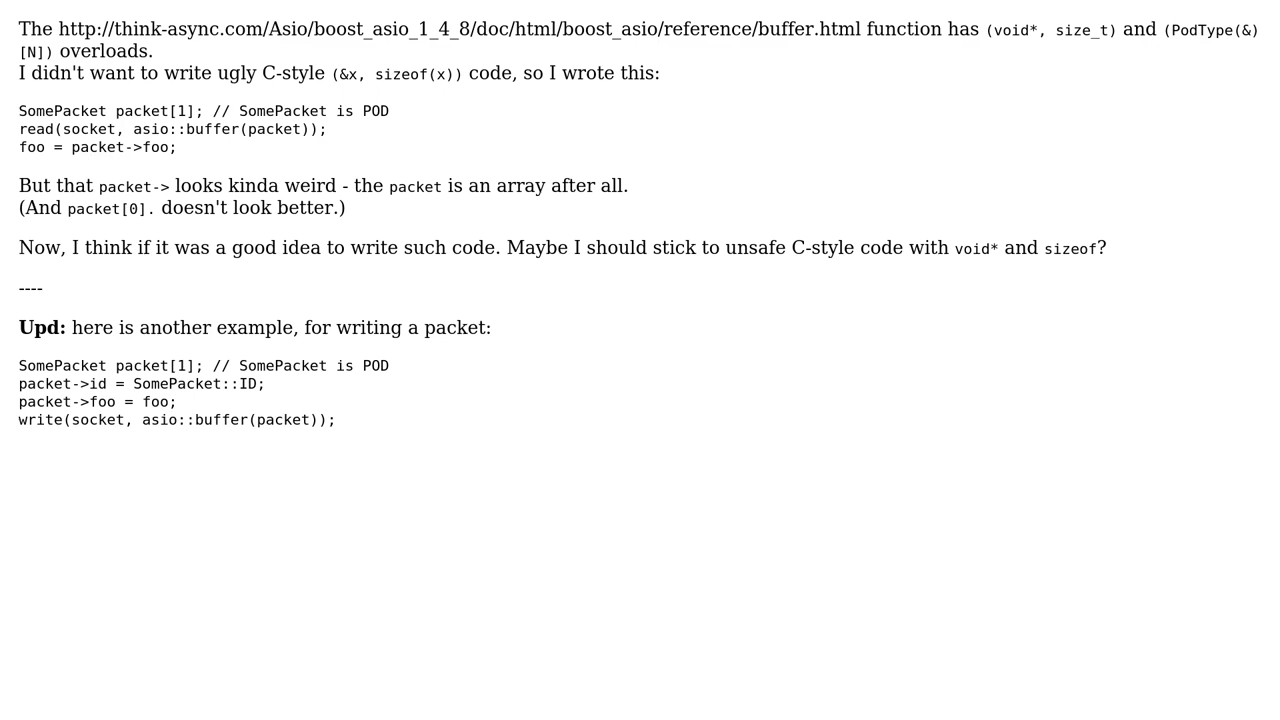 The http://think-async.com/Asio/boost_asio_1_4_8/doc/html/boost_asio/reference/buffer.html function has (void*, size_t) and (PodType(&)
[N]) overloads.
I didn't want to write ugly C-style (&x, sizeof(x)) code, so I wrote this:
SomePacket packet[1]; // SomePacket is POD
read(socket, asio::buffer(packet));
foo = packet->foo;
But that packet-> looks kinda weird - the packet is an array after all.
(And packet[0]. doesn't look better.)
Now, I think if it was a good idea to write such code. Maybe I should stick to unsafe C-style code with void* and sizeof?
----
Upd: here is another example, for writing a packet:
SomePacket packet[1]; // SomePacket is POD
packet->id = SomePacket::ID;
packet->foo = foo;
write(socket, asio::buffer(packet));